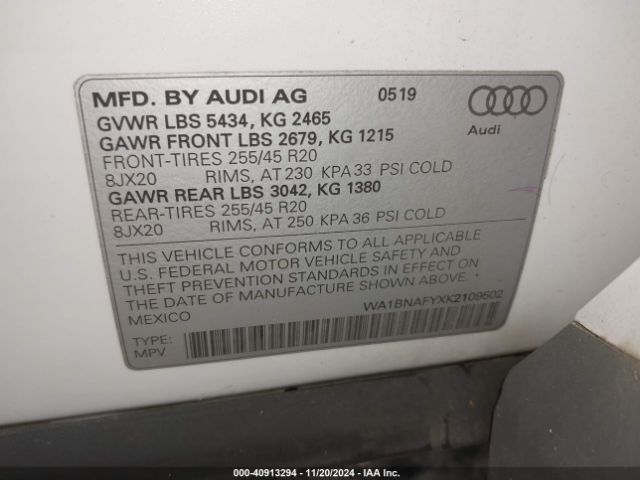 MFD. BY AUDI AG 0519
GVWR LBS 5434, KG 2465
GAWR FRONT LBS 2679, KG 1215
FRONT-TIRES 255/45 R20
8JX20 RIMS, AT 230 KPA 33 PSI COLD
GAWR REAR LBS 3042, KG 1380
REAR-TIRES 255/45 R20
8JX20 RIMS, AT 250 KPA 36 PSI COLD
Audi
THIS VEHICLE CONFORMS TO ALL APPLICABLE
U.S. FEDERAL MOTOR VEHICLE SAFETY AND
THEFT PREVENTION STANDARDS IN EFFECT ON
THE DATE OF MANUFACTURE SHOWN ABOVE.
MEXICO WA1BNAFYXK2109502
TYPE:
MPV
000-40913294 - 11/20/2024 - IAA Inc.